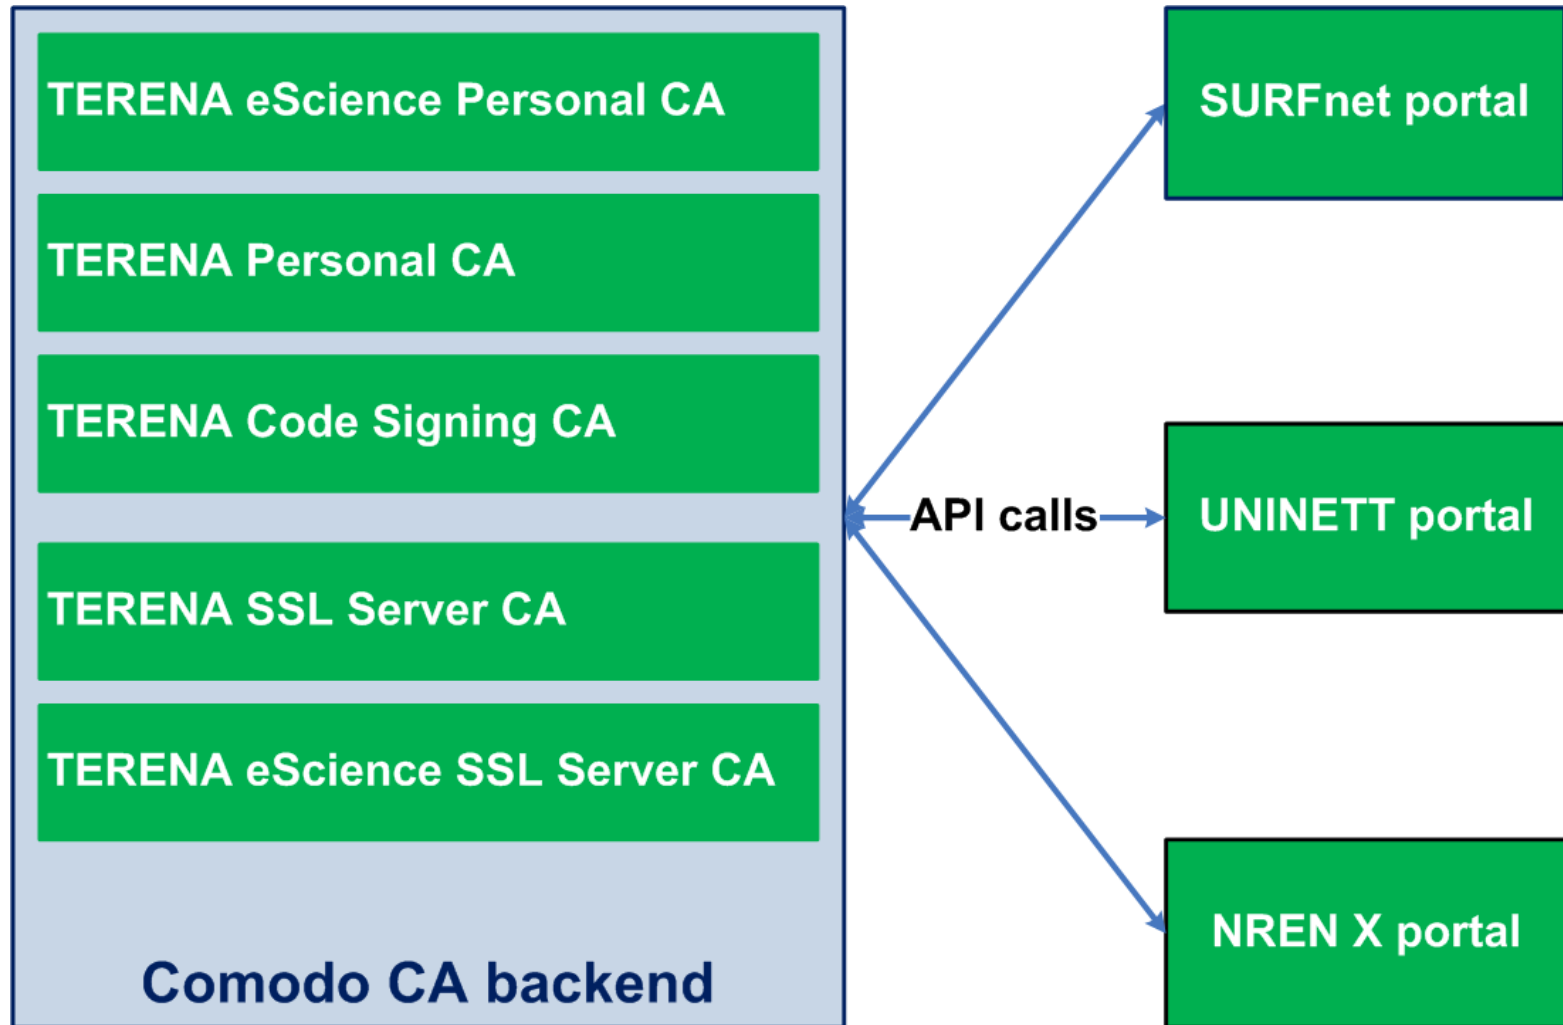 TERENA eScience Personal CA
TERENA Personal CA
TERENA Code Signing CA
TERENA SSL Server CA
TERENA eScience SSL Server CA
Comodo CA backend
API calls
SURFnet portal
UNINETT portal
NREN X portal